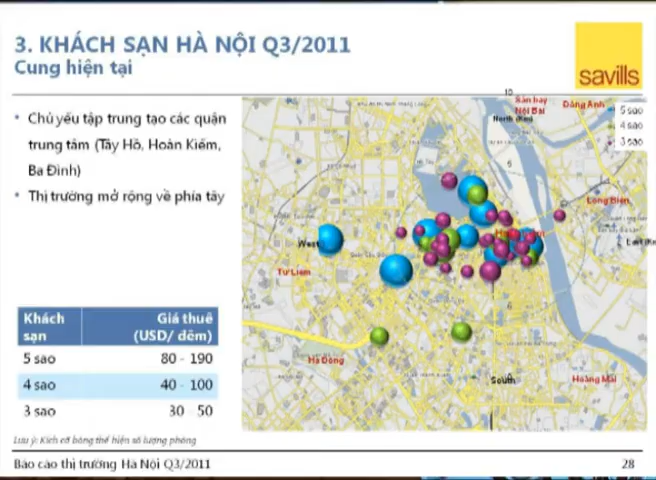 3. KHÁCH SẠN HÀ NỘI Q3/2011
Cung hiện tại
savills
• Chủ yếu tập trung tạo các quận
trung tâm (Tây Hồ, Hoàn Kiếm,
Ba Đình)
• Thị trường mở rộng về phía tây
10
Sân bay
Nội Bài
North (Km)
Đông Anh
5 sao
4 sao
3 sao
Long Biên
West
Từ Liêm
Hà Đông
South
Hoàng Mai
Khách
sạn
Giá thuê
(USD/ đêm)
5 sao 80 - 190
4 sao 40 - 100
3 sao 30 - 50
Lưu ý: Kích cỡ bóng thể hiện số lượng phòng
Báo cáo thị trường Hà Nội Q3/2011
28